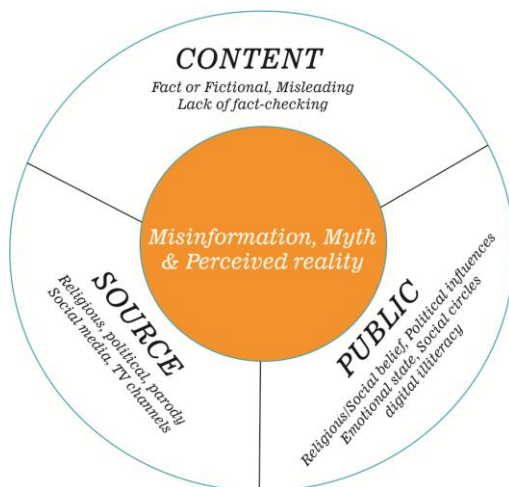 CONTENT
Fact or Fictional, Misleading
Lack of fact-checking
Misinformation, Myth
& Perceived reality
SOURCE
Religious, political, parody
Social media, TV channels
PUBLIC
Religious/Social belief, Political influences
Emotional state, Social circles
digital illiteracy